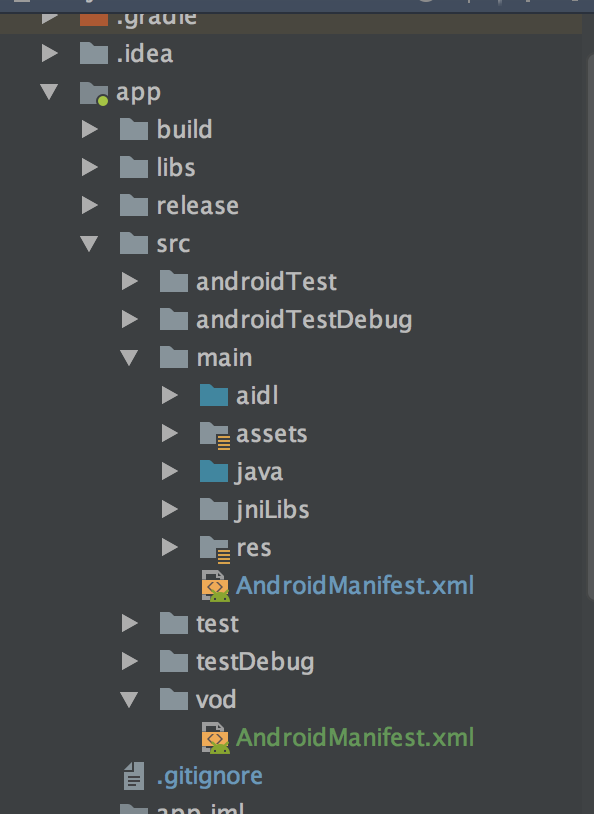 .gradle
.idea
app
build
libs
release
src
androidTest
androidTestDebug
main
aidl
assets
java
jniLibs
res
AndroidManifest.xml
test
testDebug
vod
AndroidManifest.xml
.gitignore
app.iml